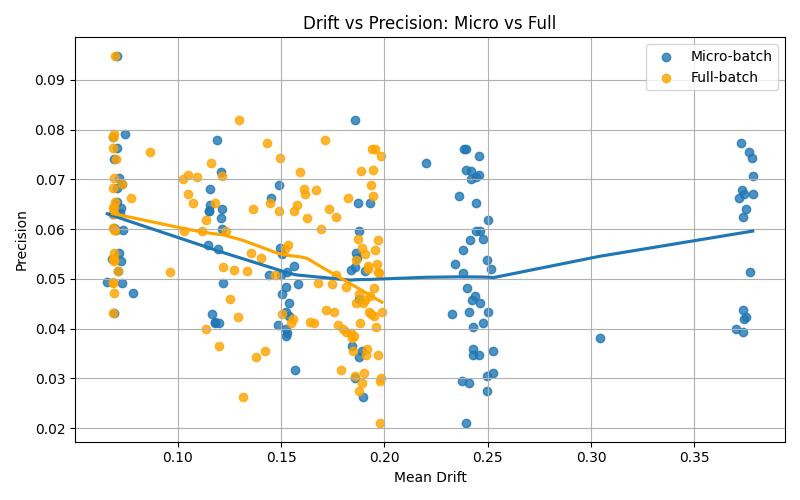 Drift vs Precision: Micro vs Full
Micro-batch
Full-batch
Precision
0.09
0.08
0.07
0.06
0.05
0.04
0.03
0.02
0.10
0.15
0.20
0.25
0.30
0.35
Mean Drift